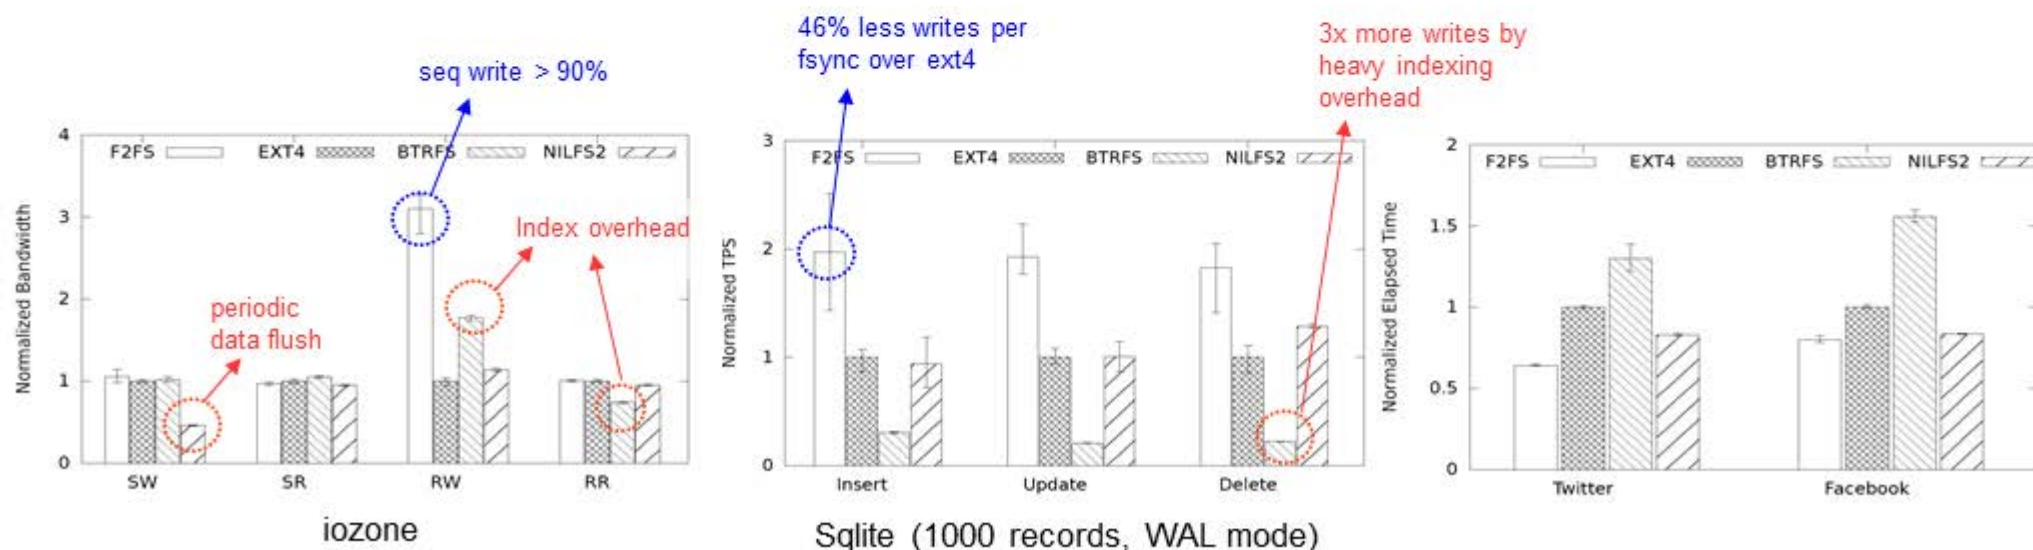 seq write > 90%
46% less writes per
fsync over ext4
3x more writes by
heavy indexing
overhead
4
3
2
1
0
Normalized Bandwidth
F2FS EXT4 BTRFS NILFS2
Index overhead
periodic
data flush
SW SR RW RR
iozone
3
2
1
0
Normalized TPS
F2FS EXT4 BTRFS NILFS2
Insert Update Delete
Sqlite (1000 records, WAL mode)
2
1.5
1
0.5
0
Normalized Elapsed Time
F2FS EXT4 BTRFS NILFS2
Twitter Facebook